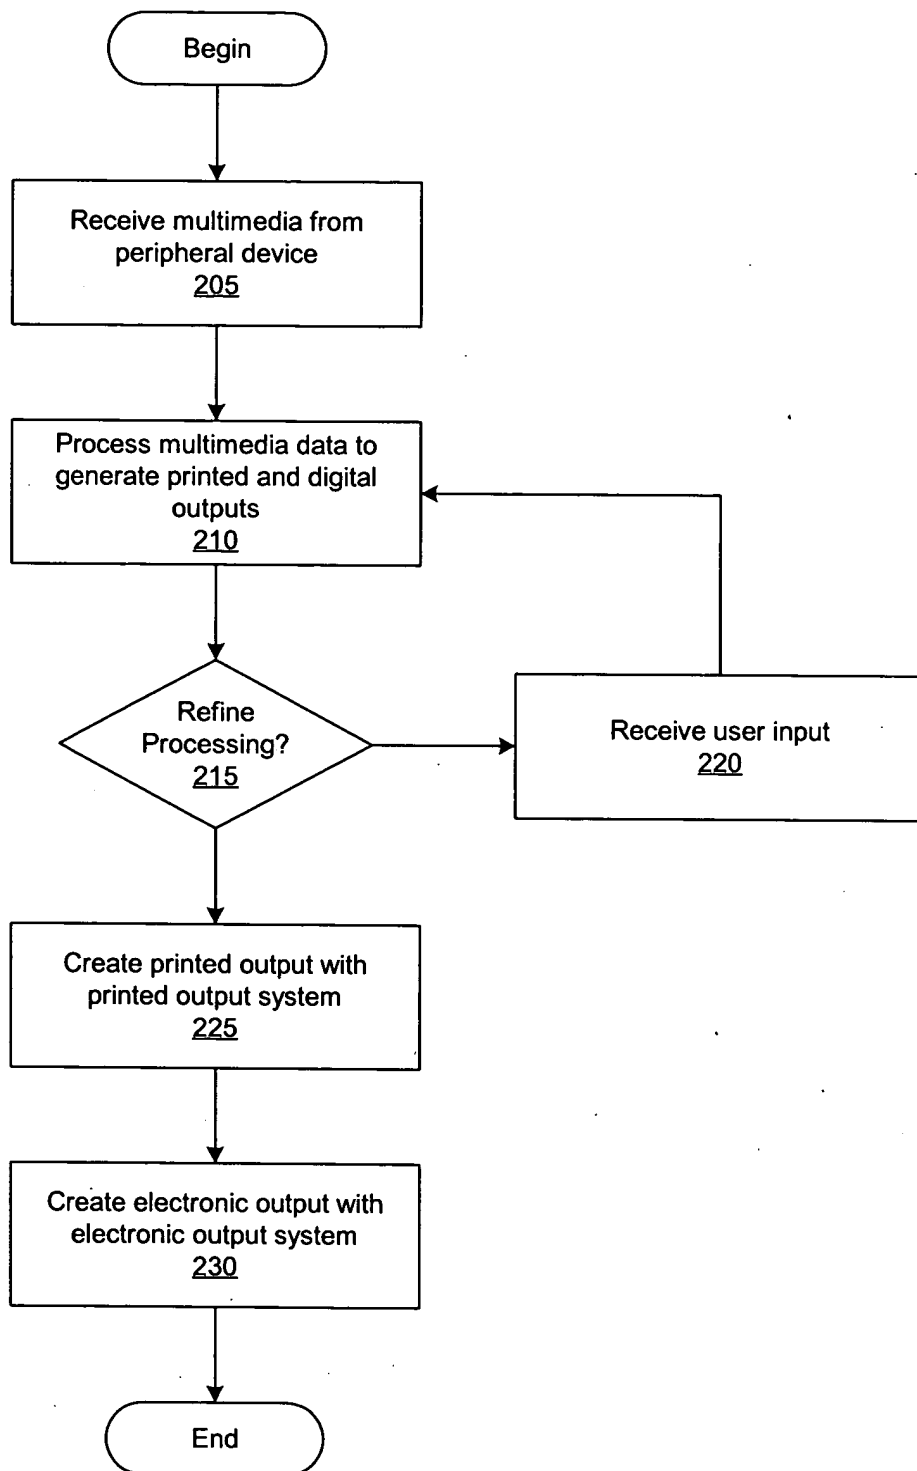 Begin
Receive multimedia from
peripheral device
205
Process multimedia data to
generate printed and digital
outputs
210
Refine
Processing?
215
Receive user input
220
Create printed output with
printed output system
225
Create electronic output with
electronic output system
230
End